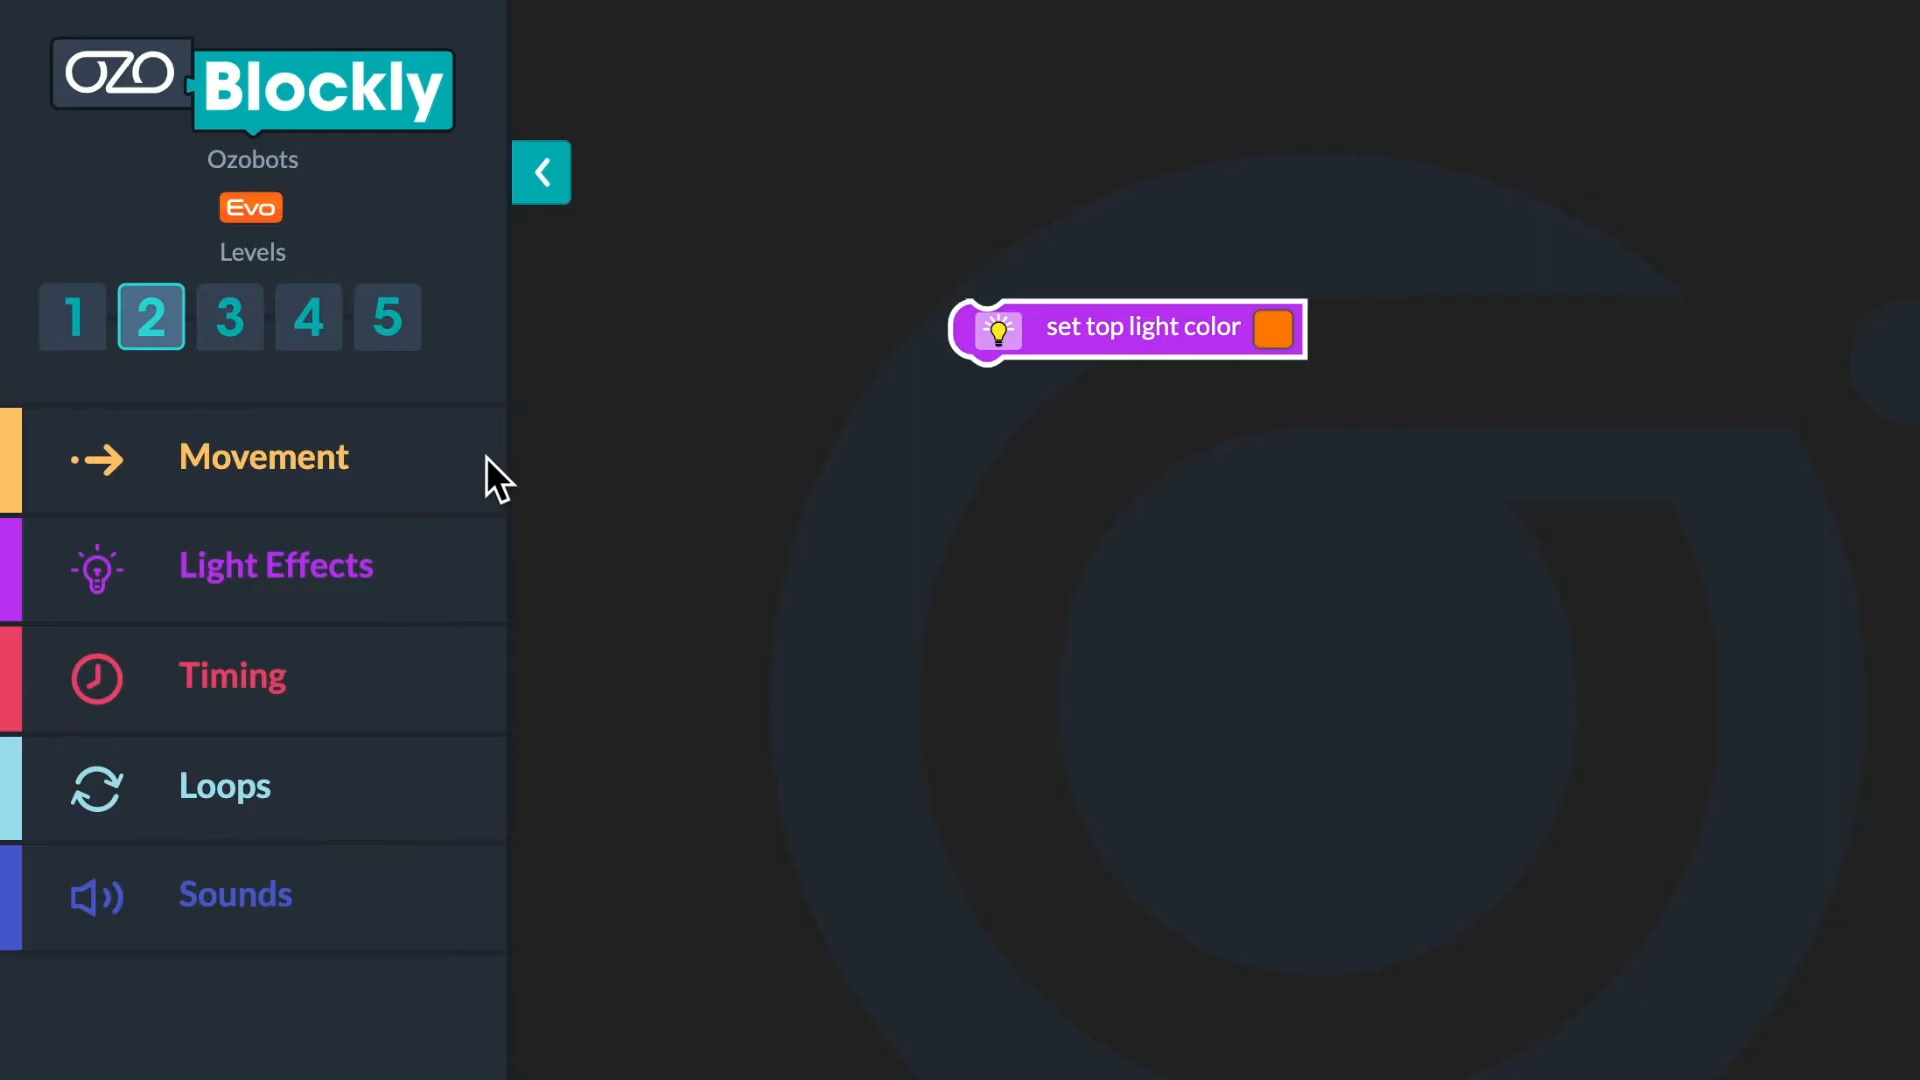 OZO Blockly
Ozobots
Evo
Levels
1 2 3 4 5
set top light color
Movement
Light Effects
Timing
Loops
Sounds